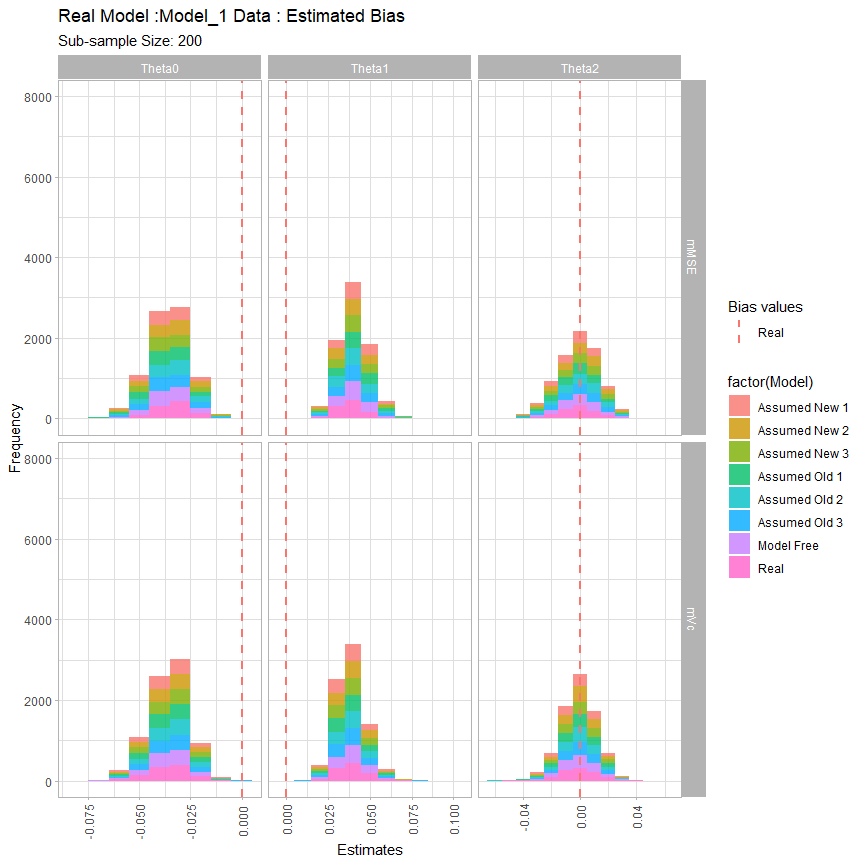 Real Model :Model_1 Data : Estimated Bias
Sub-sample Size: 200
Theta0
Theta1
Theta2
8000
6000
4000
2000
0
mMSE
8000
6000
4000
2000
0
mVc
Frequency
-0.075
-0.050
-0.025
0.000
0.000
0.025
0.050
0.075
0.100
-0.04
0.00
0.04
Estimates
Bias values
Real
factor(Model)
Assumed New 1
Assumed New 2
Assumed New 3
Assumed Old 1
Assumed Old 2
Assumed Old 3
Model Free
Real